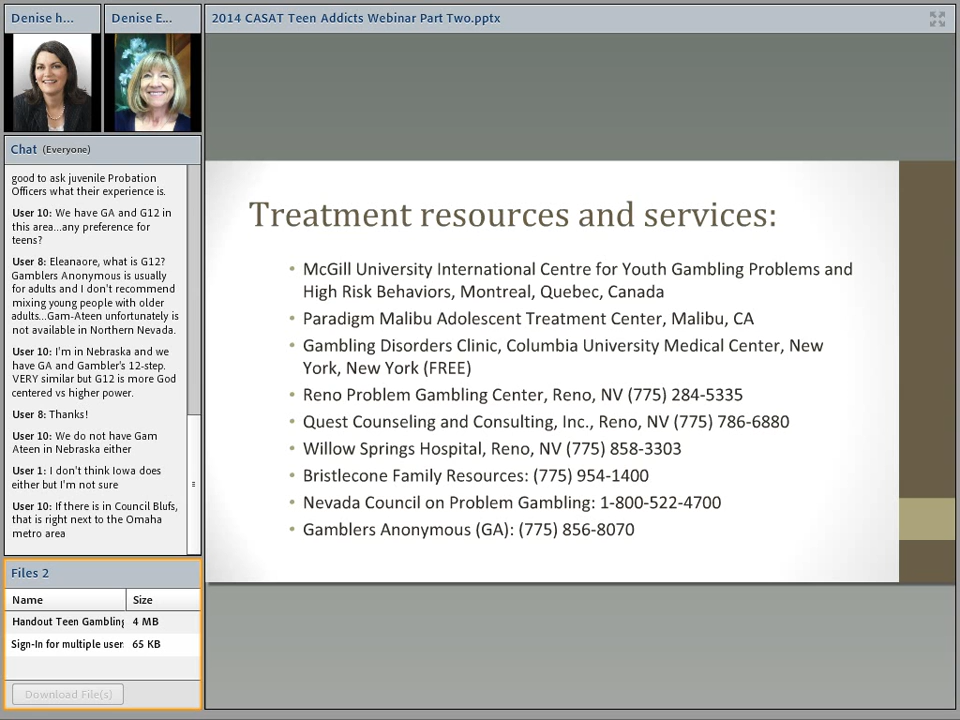 Denise h...
Denise E...
2014 CASAT Teen Addicts Webinar Part Two.pptx
Chat (Everyone)
good to ask juvenile Probation
Officers what their experience is.
User 10: We have GA and G12 in
this area...any preference for
teens?
User 8: Eleanaore, what is G12?
Gamblers Anonymous is usually
for adults and I don't recommend
mixing young people with older
adults...Gam-Ateen unfortunately is
not available in Northern Nevada.
User 10: I'm in Nebraska and we
have GA and Gambler's 12-step.
VERY similar but G12 is more God
centered vs higher power.
User 8: Thanks!
User 10: We do not have Gam
Ateen in Nebraska either
User 1: I don't think Iowa does
either but I'm not sure
User 10: If there is in Council Blufs,
that is right next to the Omaha
metro area
Files 2
Name Size
Handout Teen Gambling 4 MB
Sign-In for multiple user 65 KB
Download File(s)
Treatment resources and services:
• McGill University International Centre for Youth Gambling Problems and
High Risk Behaviors, Montreal, Quebec, Canada
• Paradigm Malibu Adolescent Treatment Center, Malibu, CA
• Gambling Disorders Clinic, Columbia University Medical Center, New
York, New York (FREE)
• Reno Problem Gambling Center, Reno, NV (775) 284-5335
• Quest Counseling and Consulting, Inc., Reno, NV (775) 786-6880
• Willow Springs Hospital, Reno, NV (775) 858-3303
• Bristlecone Family Resources: (775) 954-1400
• Nevada Council on Problem Gambling: 1-800-522-4700
• Gamblers Anonymous (GA): (775) 856-8070